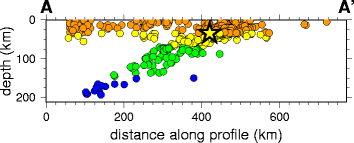 A A'
0
depth (km)
100
200
0 200 400 600
distance along profile (km)